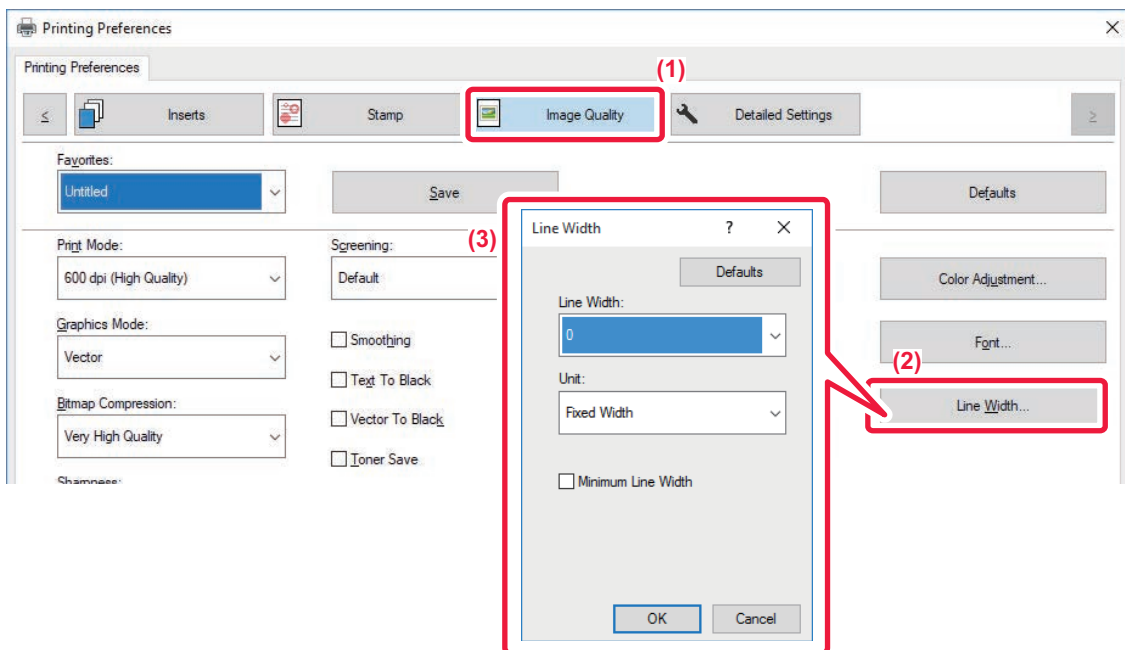 Printing Preferences
Printing Preferences
(1)
<
Inserts
Stamp
Image Quality
Detailed Settings
>
Favorites:
Untitled
Save
Defaults
Print Mode:
600 dpi (High Quality)
Screening:
Default
Color Adjustment...
Graphics Mode:
Vector
Smoothing
Font...
Text To Black
(2)
Bitmap Compression:
Line Width...
Very High Quality
Vector To Black
Toner Save
Sharpness:
(3)
Line Width
?
Defaults
Line Width:
0
Unit:
Fixed Width
Minimum Line Width
OK
Cancel